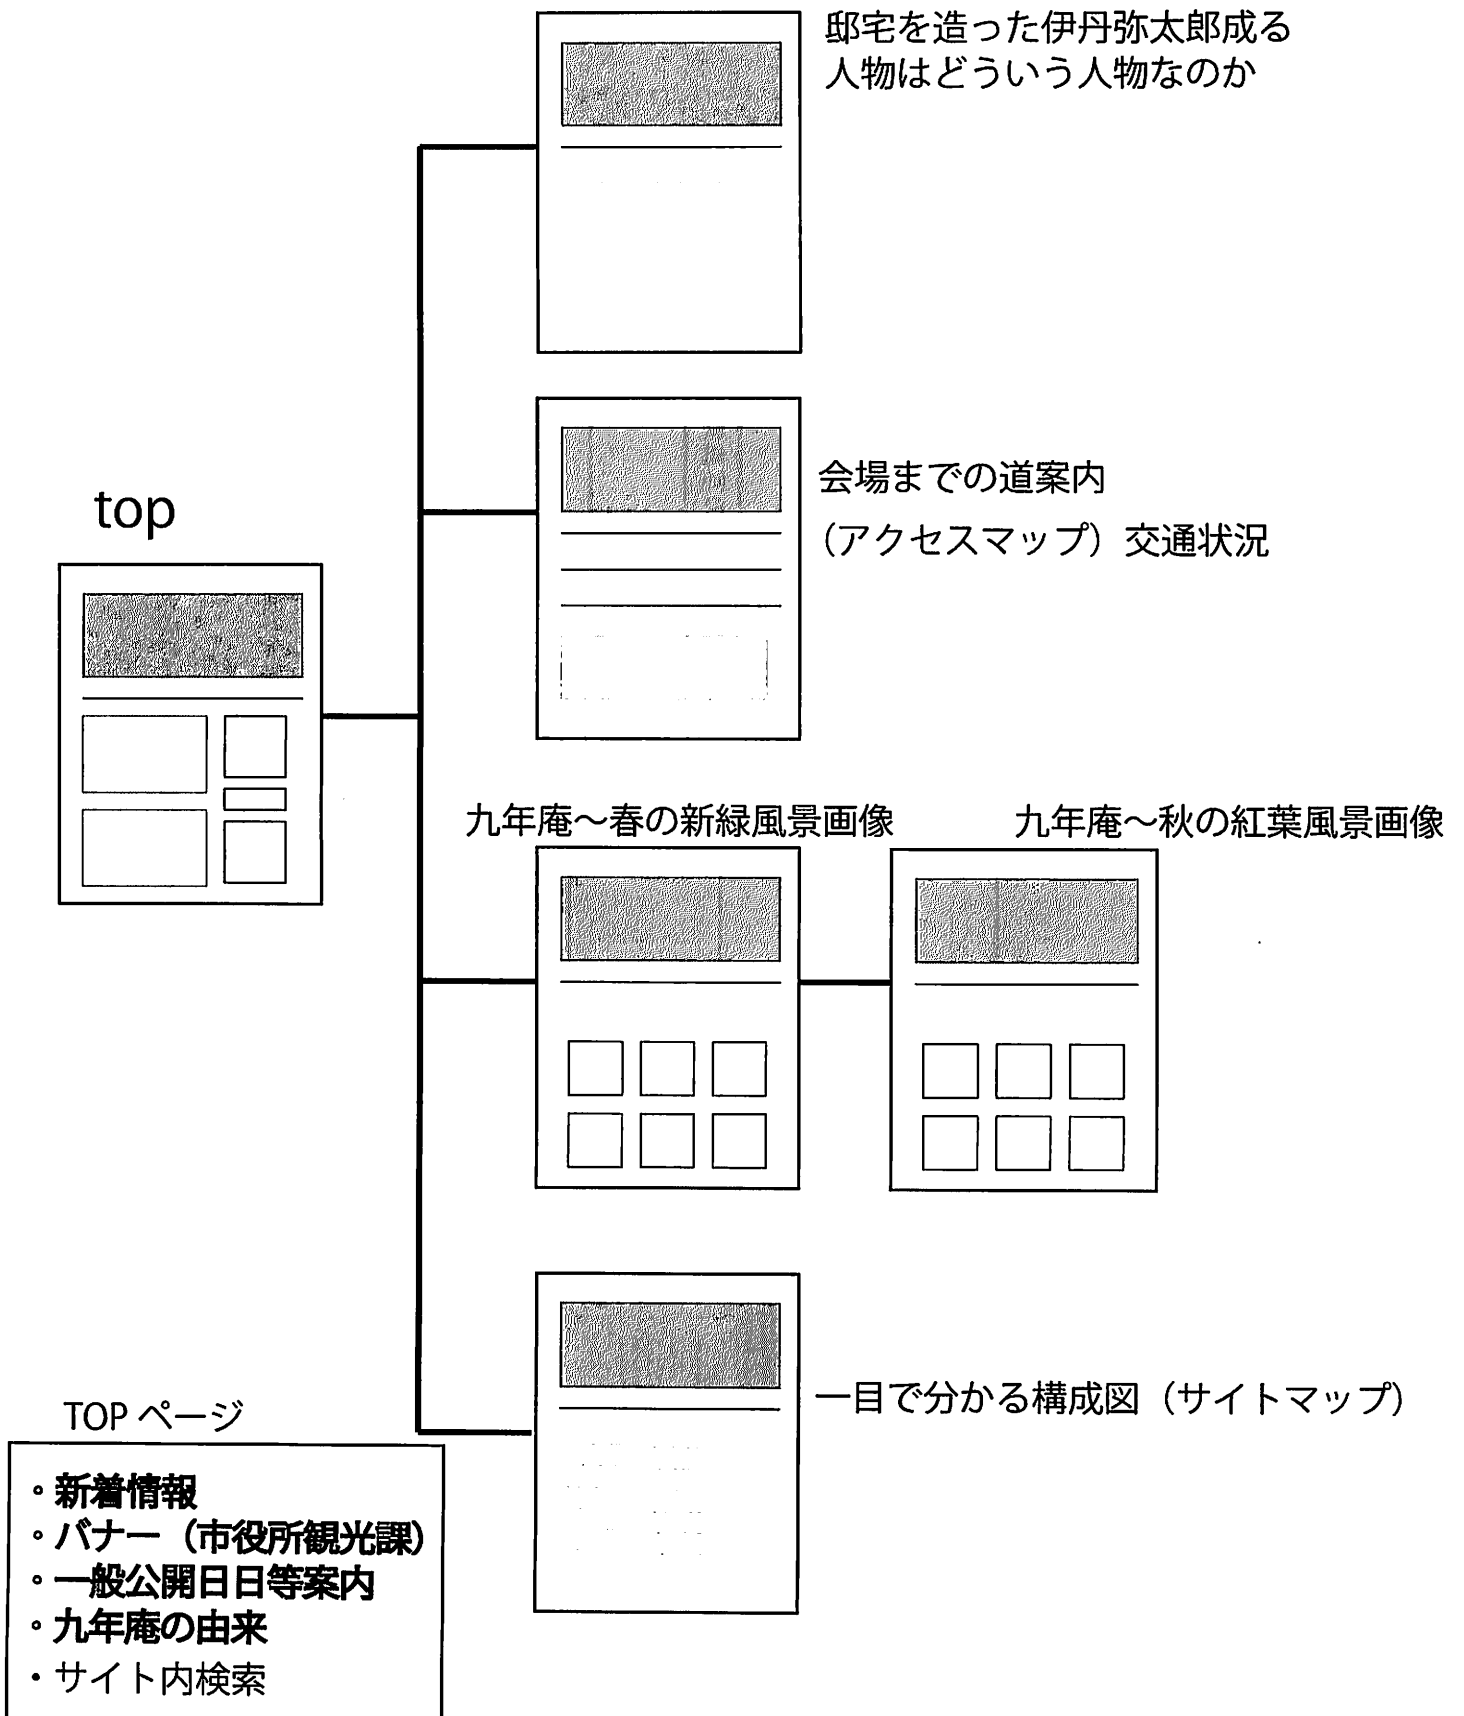 邸宅を造った伊丹弥太郎成る
人物はどういう人物なのか
会場までの道案内
（アクセスマップ）交通状況
top
九年庵～春の新緑風景画像
九年庵～秋の紅葉風景画像
一目で分かる構成図（サイトマップ）
TOP ページ
・新着情報
・バナー（市役所観光課）
・一般公開日日等案内
・九年庵の由来
・サイト内検索